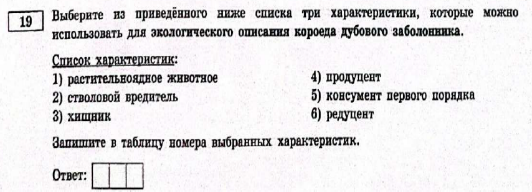 19 Выберите из приведённого ниже списка три характеристики, которые можно
использовать для экологического описания короеда дубового заболонника.
Список характеристик:
1) растительноядное животное 4) продуцент
2) стволовой вредитель 5) консумент первого порядка
3) хищник 6) редуцент
Запишите в таблицу номера выбранных характеристик.
Ответ: